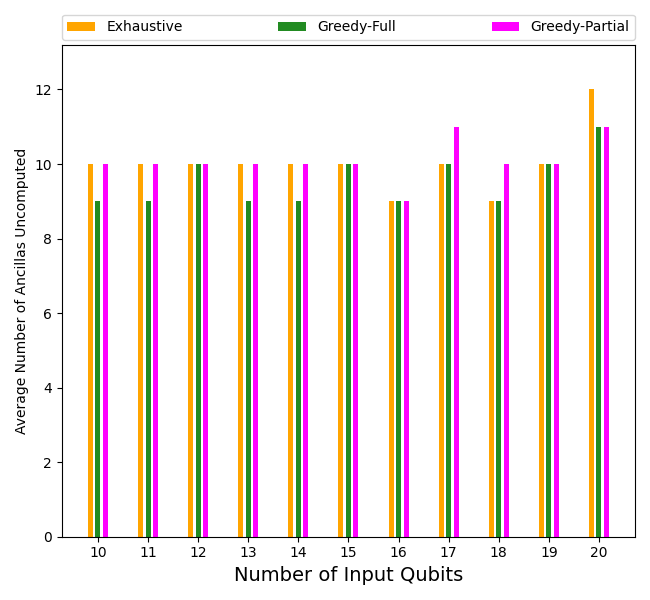 Exhaustive Greedy-Full Greedy-Partial
Average Number of Ancillas Uncomputed
12
10
8
6
4
2
0
10 11 12 13 14 15 16 17 18 19 20
Number of Input Qubits